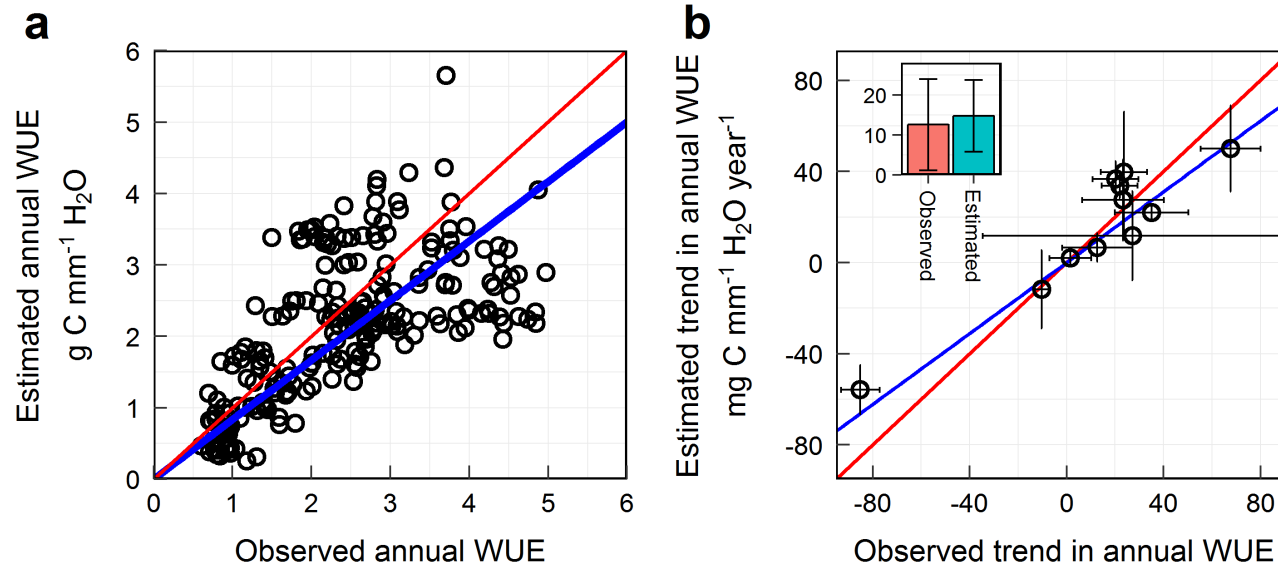 a
Estimated annual WUE
g C mm⁻¹ H₂O
6
5
4
3
2
1
0
0 1 2 3 4 5 6
Observed annual WUE
b
Estimated trend in annual WUE
mg C mm⁻¹ H₂O year⁻¹
80
40
0
-40
-80
20
10
0
Observed
Estimated
-80 -40 0 40 80
Observed trend in annual WUE